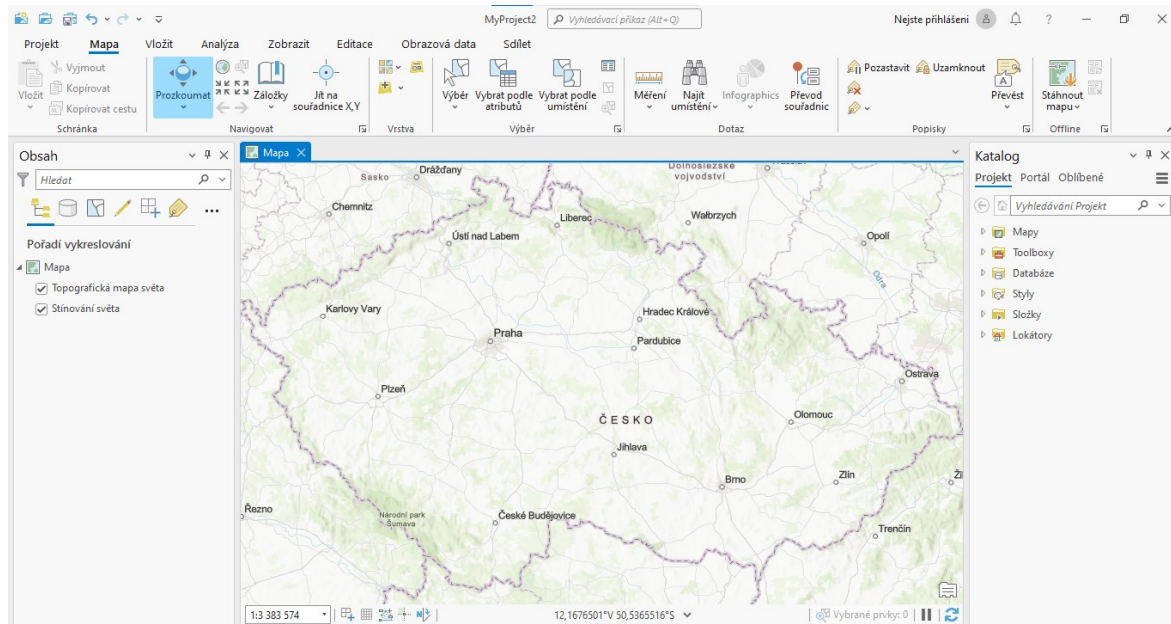 MyProject2
Vyhledávací příkaz (Alt+Q)
Nejste přihlášeni
?
Projekt Mapa Vložit Analýza Zobrazit Editace Obrazová data Sdílet
Vložit
Vyjmout
Kopírovat
Kopírovat cestu
Schránka
Prozkoumat
Záložky
Jít na
souřadnice X,Y
Navigovat
Vrstva
Výběr
Vybrat podle
atributů
Vybrat podle
umístění
Výběr
Měření
Najít
umístění
Infographics
Převod
souřadnic
Dotaz
Pozastavit
Uzamknout
Převést
Popisky
Stáhnout
mapu
Offline
Obsah
Hledat
Pořadí vykreslování
Mapa
Topografická mapa světa
Stínování světa
Mapa
Sasko
Drážďany
Dolnoslezské
vojvodství
Chemnitz
Liberec
Wałbrzych
Ústí nad Labem
Opolí
Odra
Karlovy Vary
Hradec Králové
Praha
Pardubice
Ostrava
Plzeň
Olomouc
ČESKO
Jihlava
Brno
Zlín
Ži
Řezno
Národní park
Šumava
České Budějovice
Trenčín
1:3 383 574
12,1676501°V 50,5365516°S
Vybrané prvky: 0
Katalog
Projekt Portál Oblíbené
Vyhledávání Projekt
Mapy
Toolboxy
Databáze
Styly
Složky
Lokátory